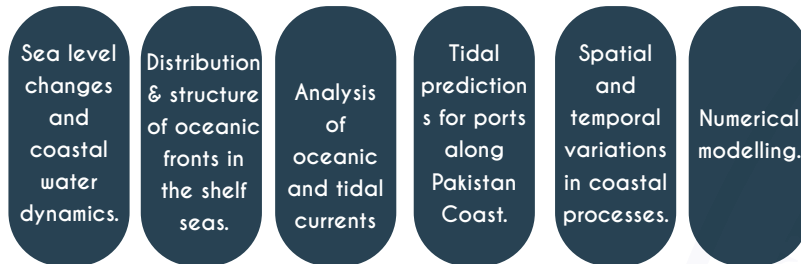 Sea level
changes
and
coastal
water
dynamics.
Distribution
& structure
of oceanic
fronts in
the shelf
seas.
Analysis
of
oceanic
and tidal
currents
Tidal
prediction
s for ports
along
Pakistan
Coast.
Spatial
and
temporal
variations
in coastal
processes.
Numerical
modelling.